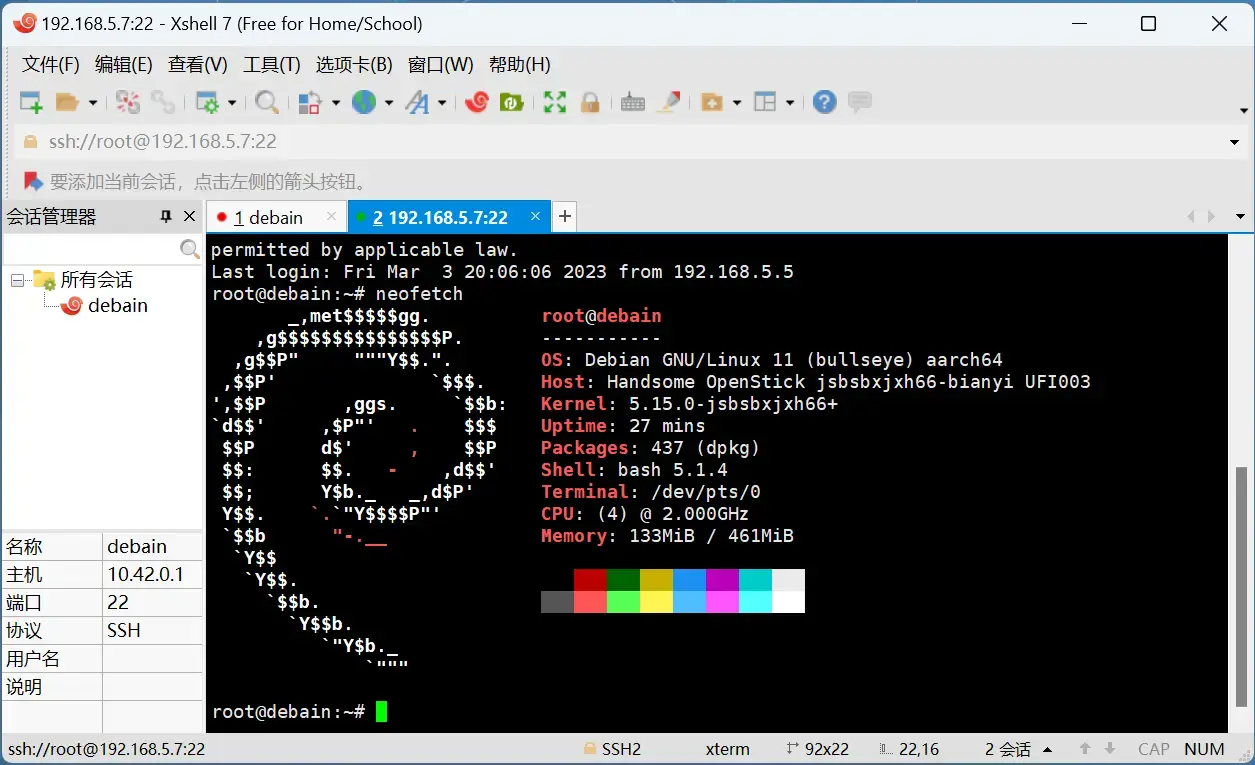 192.168.5.7:22 - Xshell 7 (Free for Home/School)
文件(F) 编辑(E) 查看(V) 工具(T) 选项卡(B) 窗口(W) 帮助(H)
ssh://root@192.168.5.7:22
要添加当前会话，点击左侧的箭头按钮。
会话管理器
1 debain
2 192.168.5.7:22
所有会话
debain
名称 debain
主机 10.42.0.1
端口 22
协议 SSH
用户名
说明
permitted by applicable law.
Last login: Fri Mar  3 20:06:06 2023 from 192.168.5.5
root@debain:~# neofetch
       _,met$$$$$gg.          root@debain
    ,g$$$$$$$$$$$$$$$P.       -----------
  ,g$$P"     """Y$$.".        OS: Debian GNU/Linux 11 (bullseye) aarch64
 ,$$P'              `$$$.     Host: Handsome OpenStick jsbsbxjxh66-bianyi UFI003
',$$P       ,ggs.     `$$b:   Kernel: 5.15.0-jsbsbxjxh66+
`d$$'     ,$P"'   .    $$$    Uptime: 27 mins
 $$P      d$'     ,    $$P    Packages: 437 (dpkg)
 $$:      $$.   -    ,d$$'    Shell: bash 5.1.4
 $$;      Y$b._   _,d$P'      Terminal: /dev/pts/0
 Y$$.    `.`"Y$$$$P"'         CPU: (4) @ 2.000GHz
 `$$b      "-.__              Memory: 133MiB / 461MiB
  `Y$$
   `Y$$.
     `$$b.
       `Y$$b.
          `"Y$b._
              `"""
root@debain:~#
ssh://root@192.168.5.7:22 SSH2 xterm 92x22 22,16 2 会话 CAP NUM